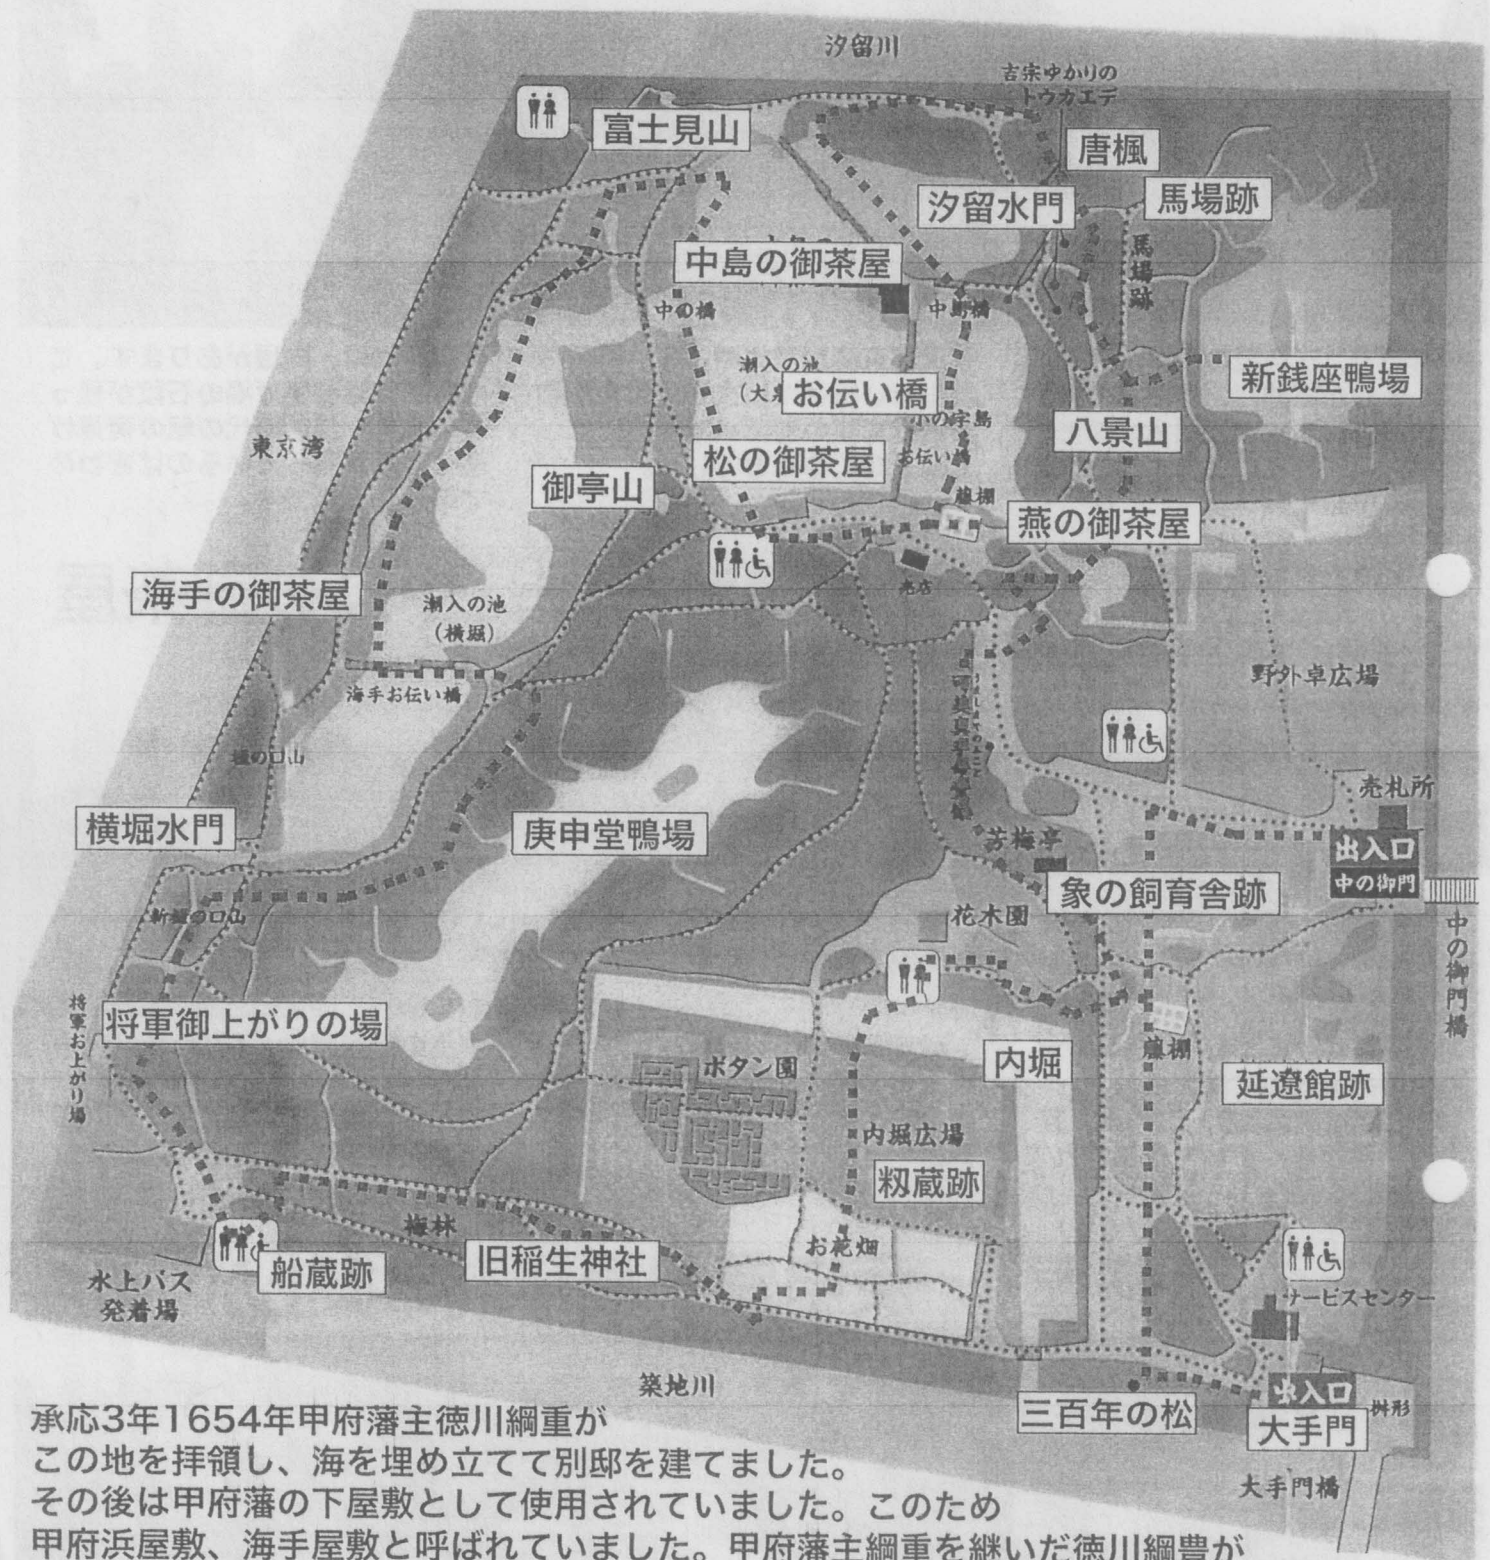 汐留川
吉宗ゆかりの
トウカエデ
富士見山
唐楓
汐留水門
馬場跡
馬場跡
中島の御茶屋
中の橋
中島橋
潮入の池
お伝い橋
新銭座鴨場
小の字島
八景山
東京湾
松の御茶屋
お伝い橋
御亭山
藤棚
燕の御茶屋
売店
海手の御茶屋
潮入の池
(横堀)
海手お伝い橋
野外卓広場
樋の口山
売札所
横堀水門
庚申堂鴨場
芳梅亭
出入口
中の御門
象の飼育舎跡
新樋の口山
花木園
中の御門橋
将軍お上がり場
将軍御上がりの場
内堀
藤棚
ボタン園
延遼館跡
内堀広場
籾蔵跡
梅林
お花畑
旧稲生神社
船蔵跡
水上バス
発着場
サービスセンター
築地川
三百年の松
出入口
大手門
桝形
大手門橋
承応3年1654年甲府藩主徳川綱重が
この地を拝領し、海を埋め立てて別邸を建てました。
その後は甲府藩の下屋敷として使用されていました。このため
甲府浜屋敷、海手屋敷と呼ばれていました。甲府藩主綱重を継いだ徳川綱豊が